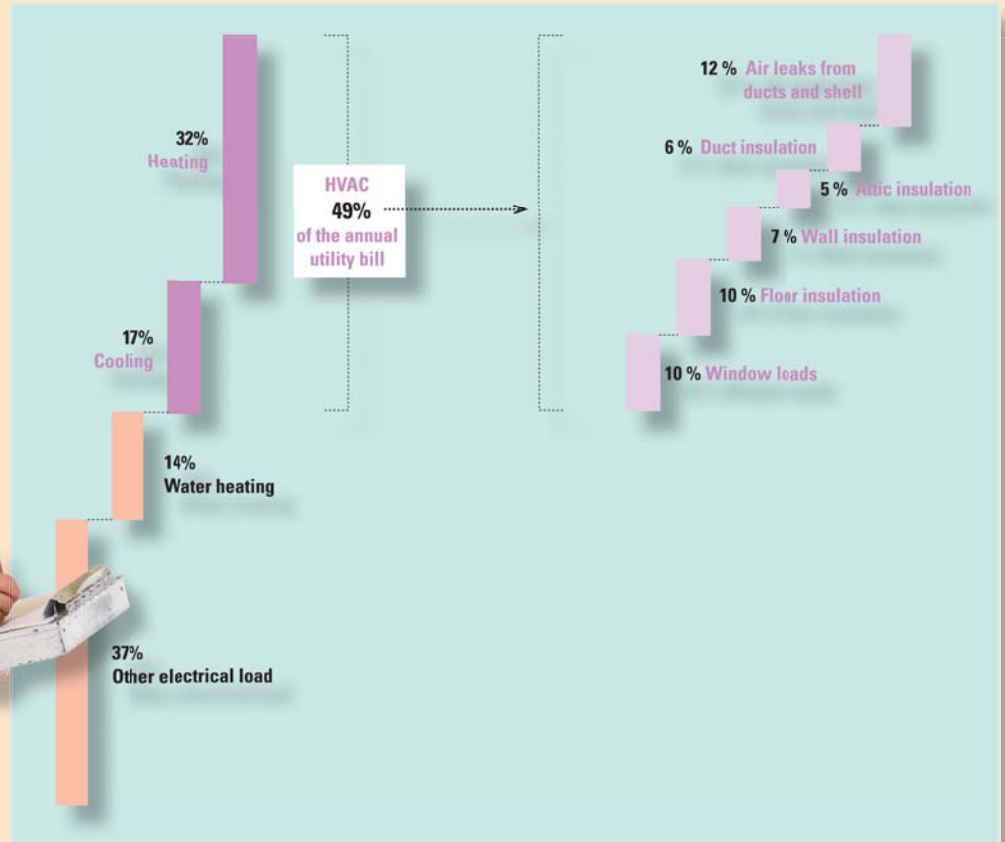 32%
Heating
HVAC
49%
of the annual
utility bill
17%
Cooling
14%
Water heating
37%
Other electrical load
12 % Air leaks from
ducts and shell
6 % Duct insulation
5 % Attic insulation
7 % Wall insulation
10 % Floor insulation
10 % Window loads